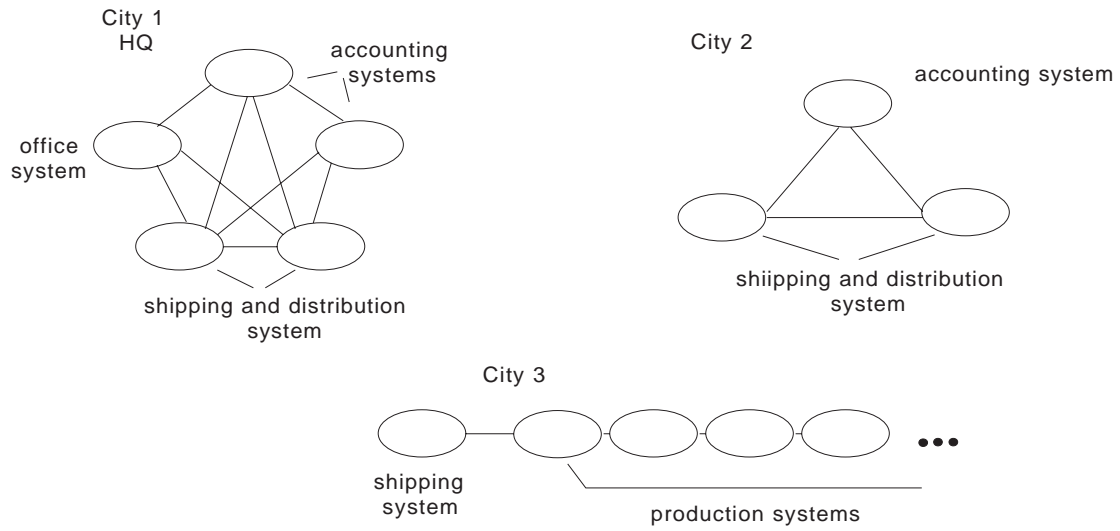 City 1
HQ
accounting
systems
office
system
shipping and distribution
system
City 2
accounting system
shiipping and distribution
system
City 3
shipping
system
production systems